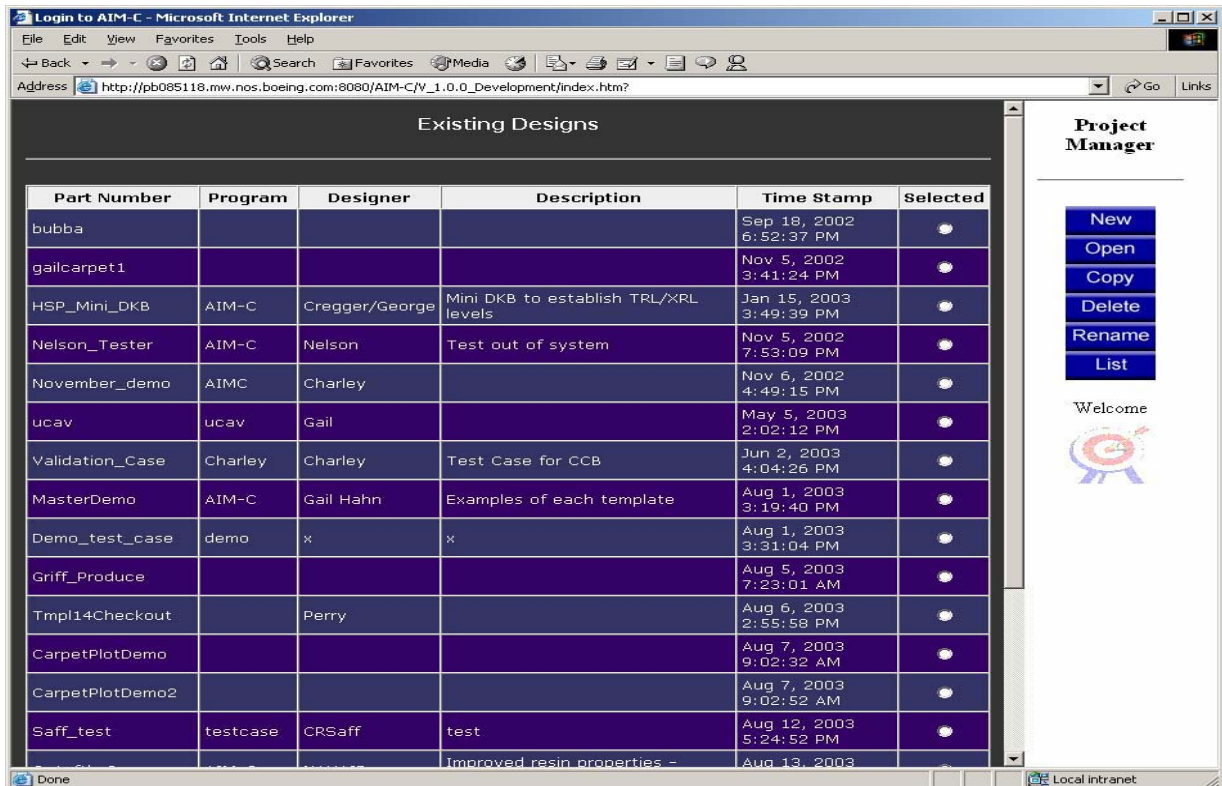 Login to AIM-C - Microsoft Internet Explorer
File Edit View Favorites Tools Help
Back Search Favorites Media
Address http://pb085118.mw.nos.boeing.com:8080/AIM-C/V_1.0.0_Development/index.htm? Go Links
Existing Designs
Part Number Program Designer Description Time Stamp Selected
bubba Sep 18, 2002
6:52:37 PM
gailcarpet1 Nov 5, 2002
3:41:24 PM
HSP_Mini_DKB AIM-C Cregger/George Mini DKB to establish TRL/XRL levels Jan 15, 2003
3:49:39 PM
Nelson_Tester AIM-C Nelson Test out of system Nov 5, 2002
7:53:09 PM
November_demo AIMC Charley Nov 6, 2002
4:49:15 PM
ucav ucav Gail May 5, 2003
2:02:12 PM
Validation_Case Charley Charley Test Case for CCB Jun 2, 2003
4:04:26 PM
MasterDemo AIM-C Gail Hahn Examples of each template Aug 1, 2003
3:19:40 PM
Demo_test_case demo x x Aug 1, 2003
3:31:04 PM
Griff_Produce Aug 5, 2003
7:23:01 AM
Tmpl14Checkout Perry Aug 6, 2003
2:55:58 PM
CarpetPlotDemo Aug 7, 2003
9:02:32 AM
CarpetPlotDemo2 Aug 7, 2003
9:02:52 AM
Saff_test testcase CRSaff test Aug 12, 2003
5:24:52 PM
Improved resin properties - Aug 13, 2003
Project
Manager
New
Open
Copy
Delete
Rename
List
Welcome
Done Local intranet